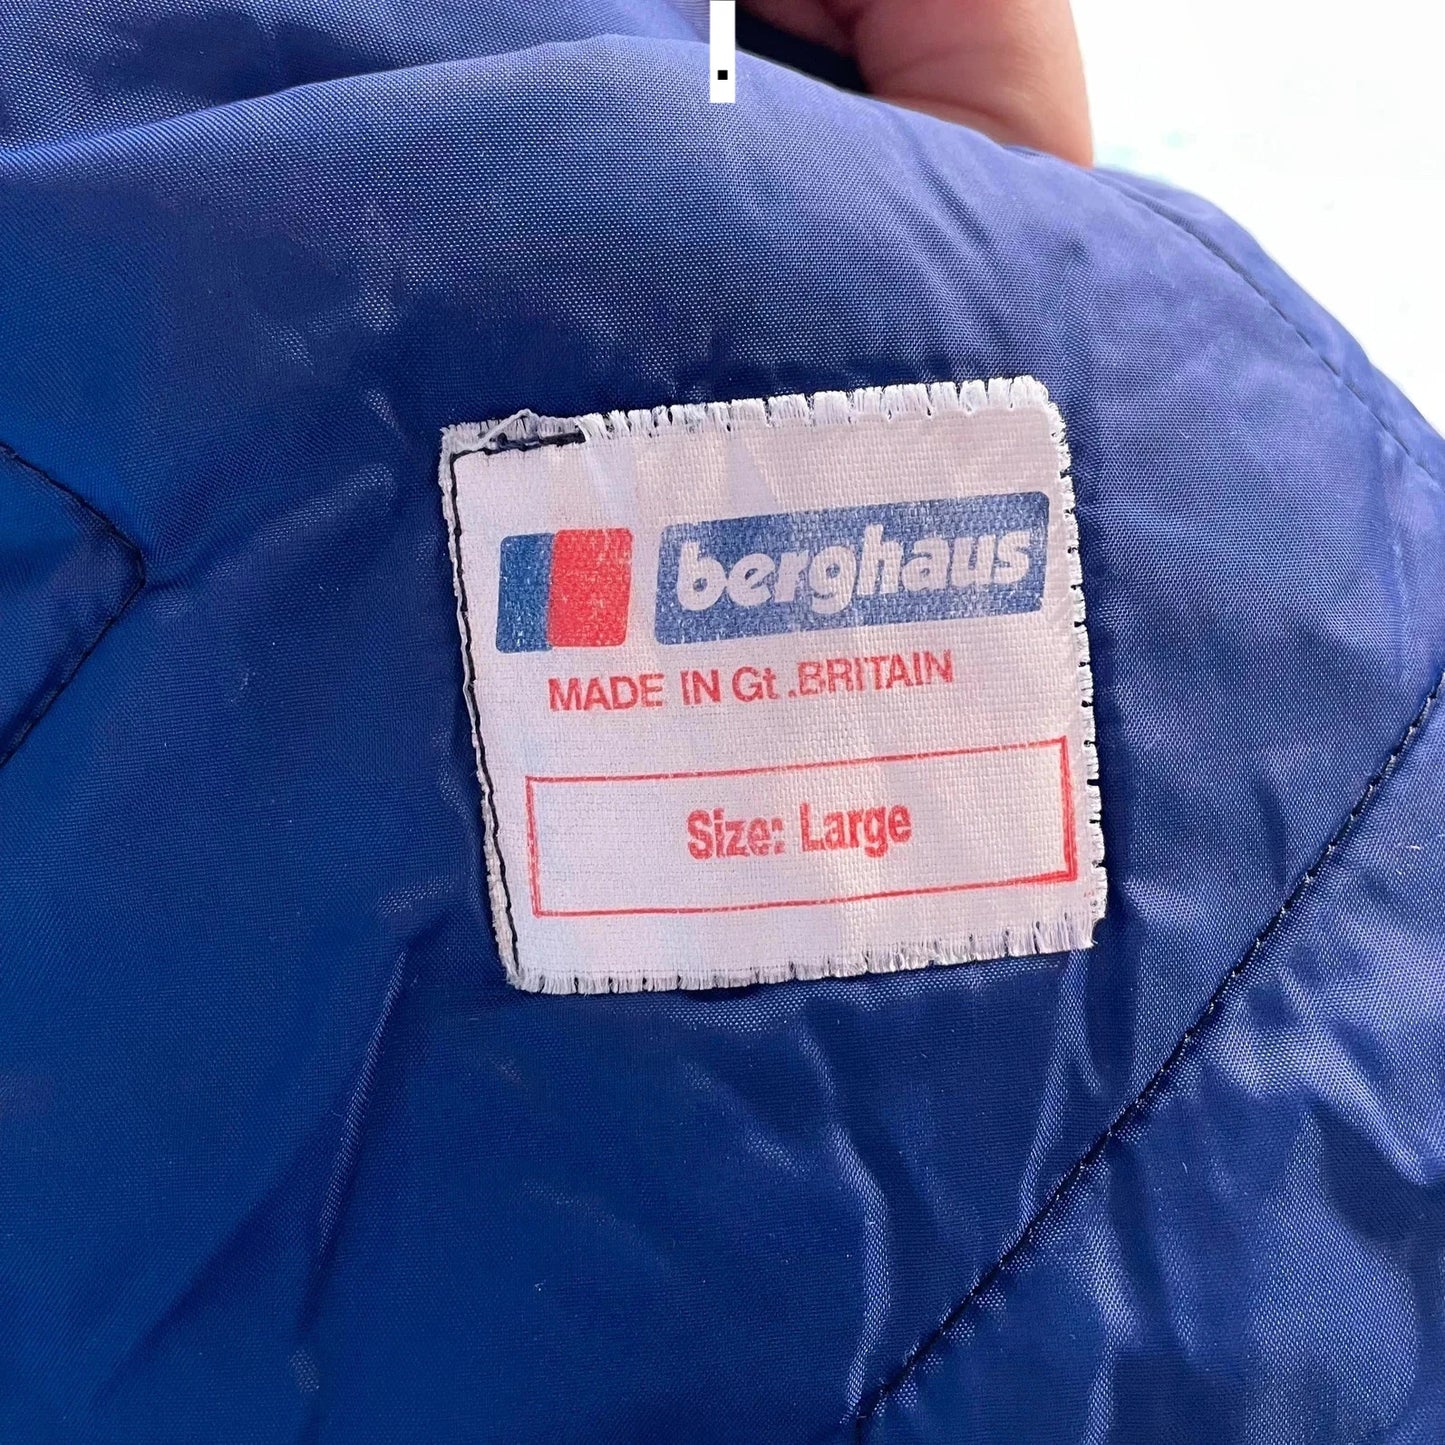 .
berghaus
MADE IN Gt .BRITAIN
Size: Large